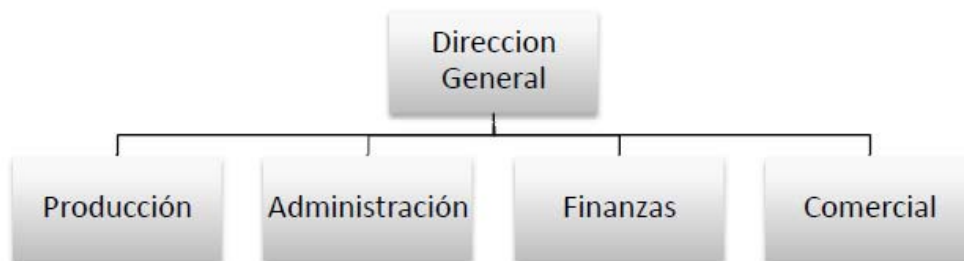 Direccion
General
Producción
Administración
Finanzas
Comercial